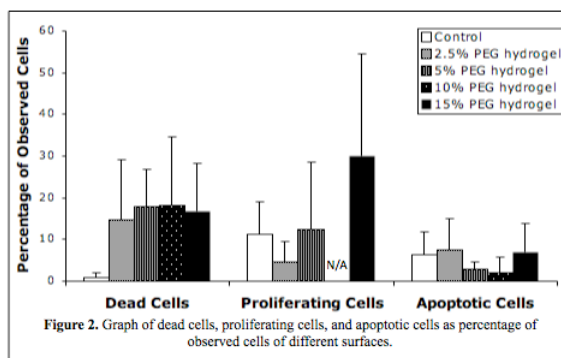 60
50
40
30
20
10
0
Percentage of Observed Cells
Control
2.5% PEG hydrogel
5% PEG hydrogel
10% PEG hydrogel
15% PEG hydrogel
N/A
Dead Cells
Proliferating Cells
Apoptotic Cells
Figure 2. Graph of dead cells, proliferating cells, and apoptotic cells as percentage of
observed cells of different surfaces.